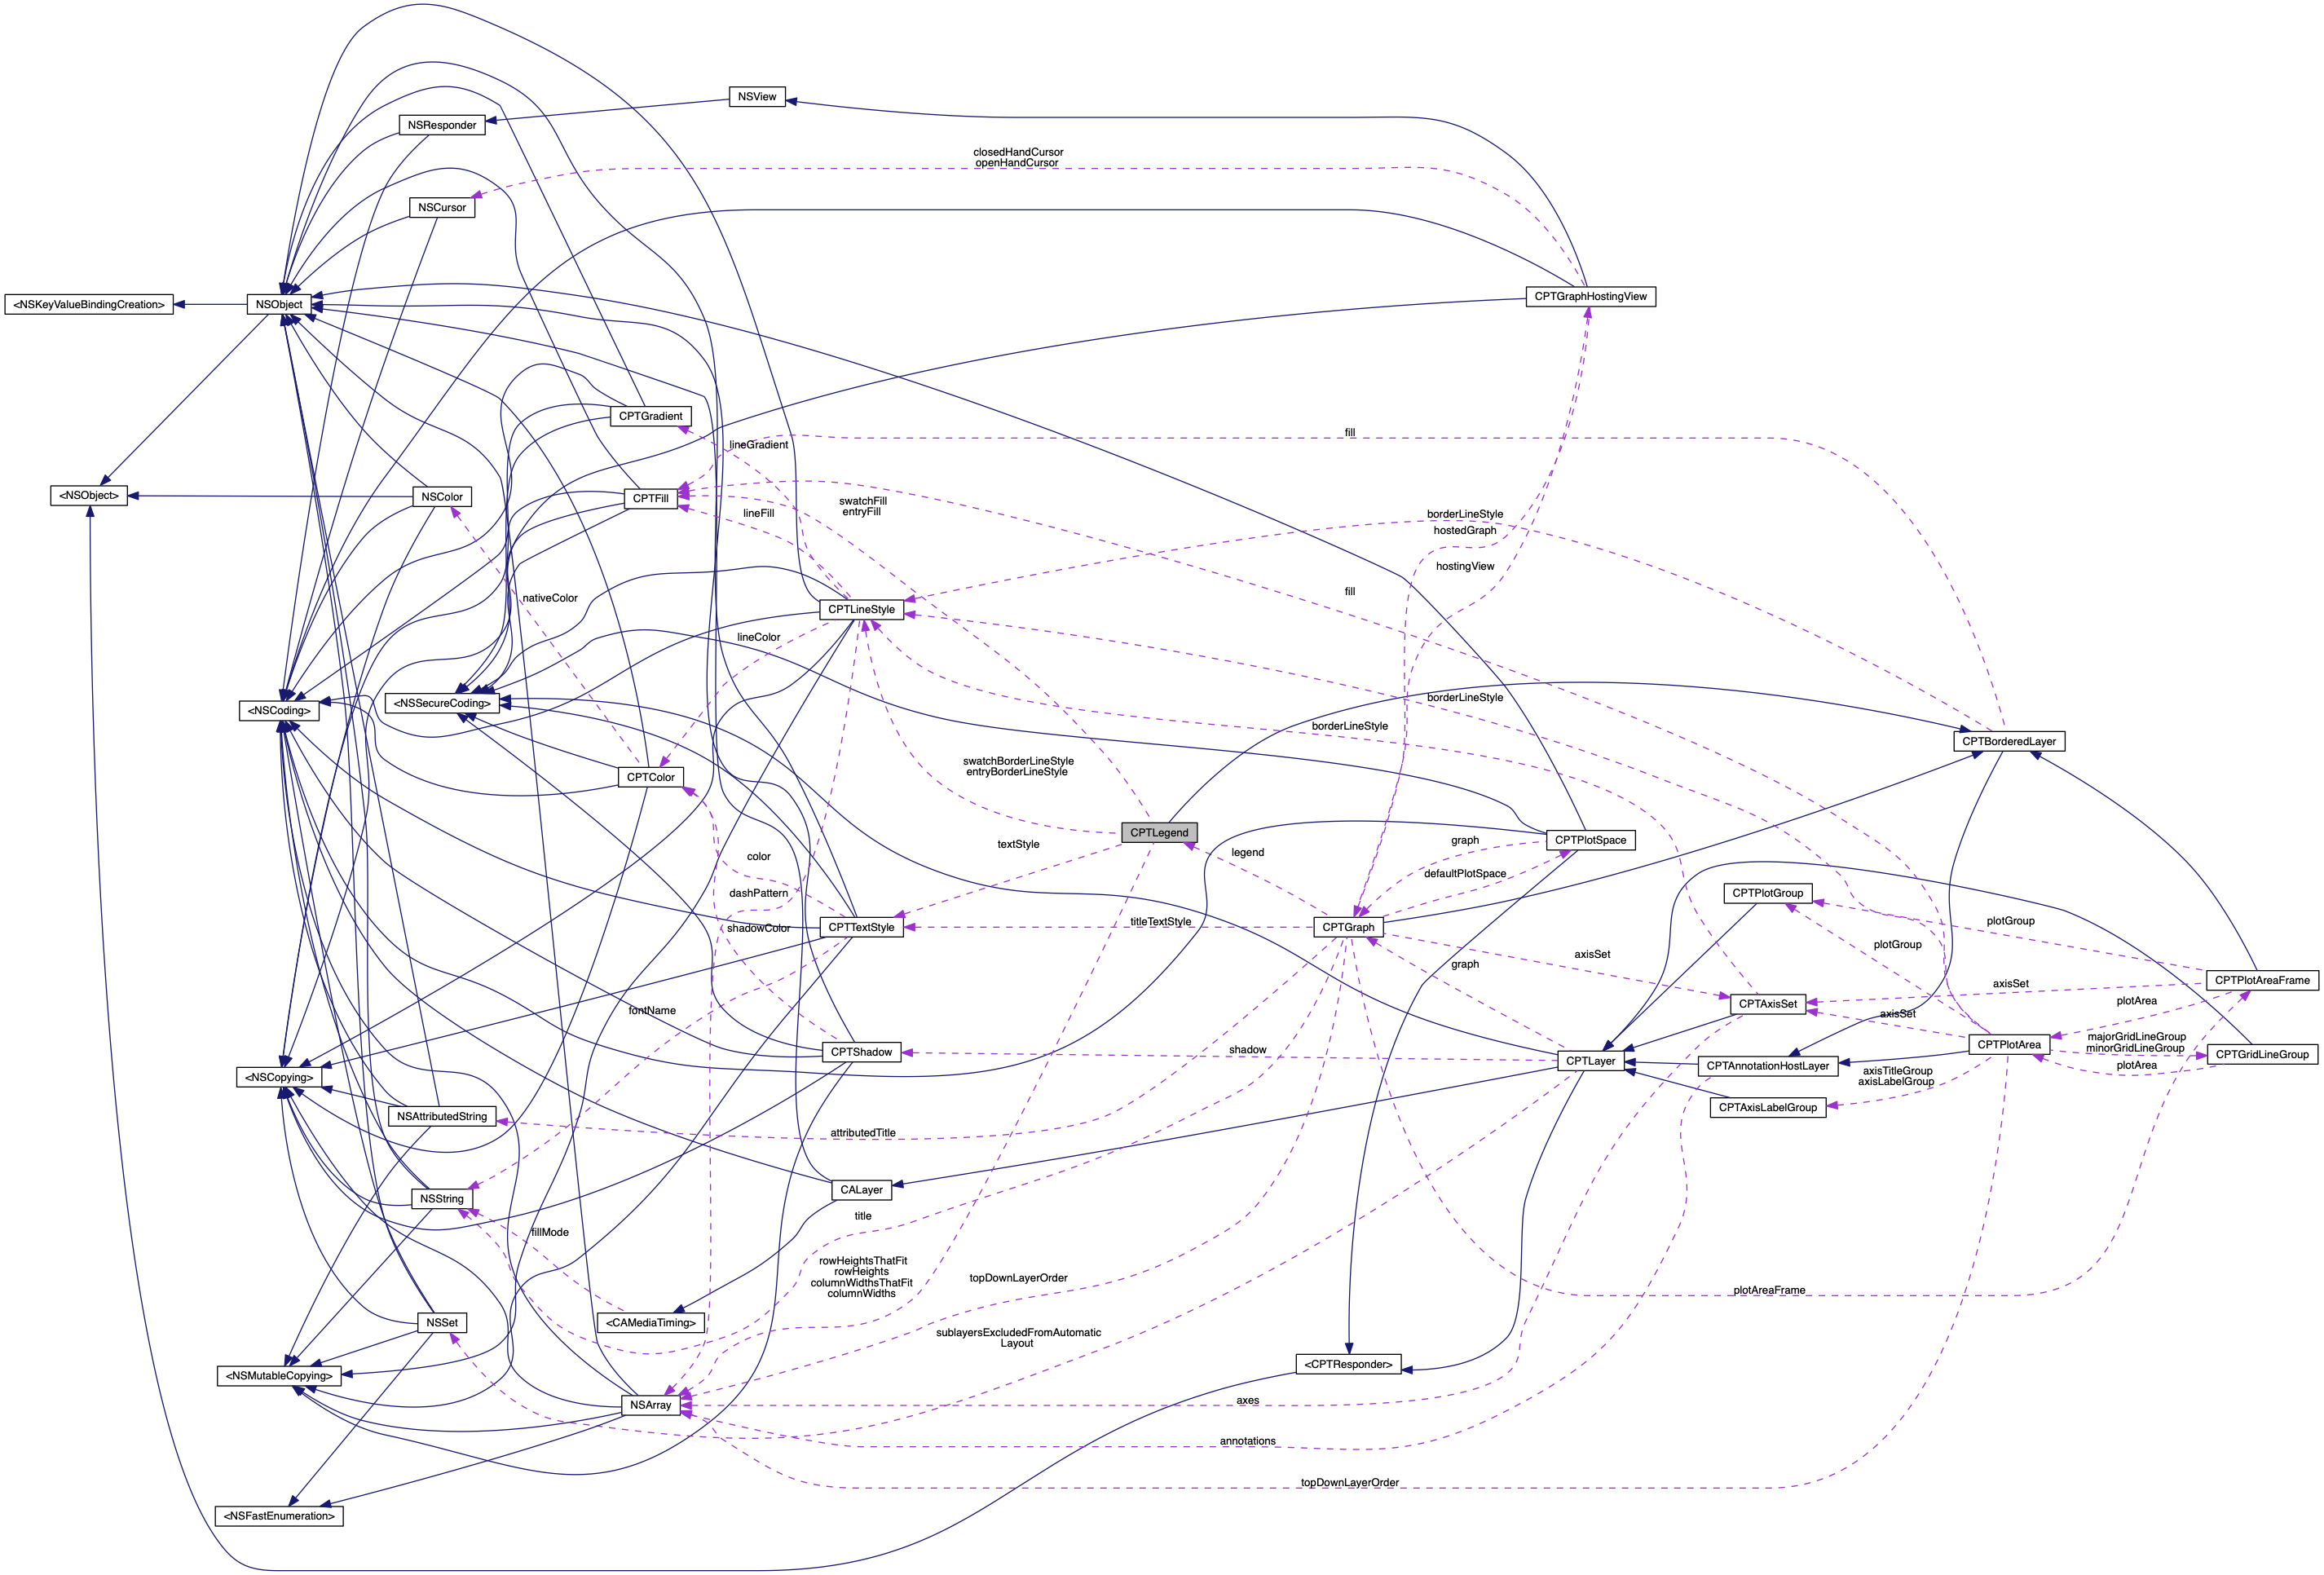 NSView
NSResponder
closedHandCursor
openHandCursor
NSCursor
CPTGraphHostingView
<NSKeyValueBindingCreation>
NSObject
CPTGradient
lineGradient
fill
<NSObject>
NSColor
CPTFill
swatchFill
entryFill
lineFill
borderLineStyle
hostedGraph
hostingView
nativeColor
fill
CPTLineStyle
lineColor
<NSCoding>
<NSSecureCoding>
borderLineStyle
borderLineStyle
CPTBorderedLayer
swatchBorderLineStyle
entryBorderLineStyle
CPTColor
CPTLegend
CPTPlotSpace
textStyle
legend
graph
color
defaultPlotSpace
CPTPlotGroup
dashPattern
plotGroup
shadowColor
CPTTextStyle
titleTextStyle
CPTGraph
plotGroup
axisSet
graph
CPTPlotAreaFrame
axisSet
fontName
CPTAxisSet
plotArea
axisSet
majorGridLineGroup
minorGridLineGroup
CPTPlotArea
CPTShadow
shadow
CPTLayer
CPTAnnotationHostLayer
CPTGridLineGroup
plotArea
axisTitleGroup
axisLabelGroup
<NSCopying>
CPTAxisLabelGroup
NSAttributedString
attributedTitle
CALayer
NSString
title
fillMode
rowHeightsThatFit
rowHeights
columnWidthsThatFit
columnWidths
topDownLayerOrder
plotAreaFrame
NSSet
<CAMediaTiming>
sublayersExcludedFromAutomatic
Layout
<CPTResponder>
<NSMutableCopying>
NSArray
axes
annotations
topDownLayerOrder
<NSFastEnumeration>